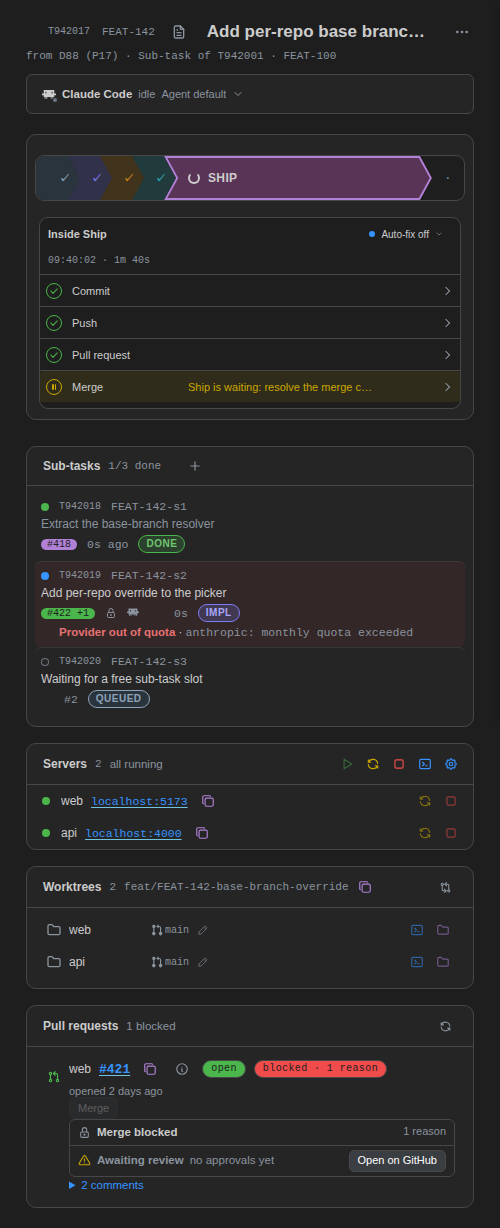 T942017 FEAT-142 Add per-repo base branc…
from D88 (P17) · Sub-task of T942001 · FEAT-100
Claude Code idle Agent default
SHIP
Inside Ship Auto-fix off
09:40:02 · 1m 40s
Commit
Push
Pull request
Merge Ship is waiting: resolve the merge c…
Sub-tasks 1/3 done
T942018 FEAT-142-s1
Extract the base-branch resolver
#418 0s ago DONE
T942019 FEAT-142-s2
Add per-repo override to the picker
#422 +1 0s IMPL
Provider out of quota · anthropic: monthly quota exceeded
T942020 FEAT-142-s3
Waiting for a free sub-task slot
#2 QUEUED
Servers 2 all running
web localhost:5173
api localhost:4000
Worktrees 2 feat/FEAT-142-base-branch-override
web main
api main
Pull requests 1 blocked
web #421 open blocked · 1 reason
opened 2 days ago
Merge
Merge blocked 1 reason
Awaiting review no approvals yet Open on GitHub
2 comments